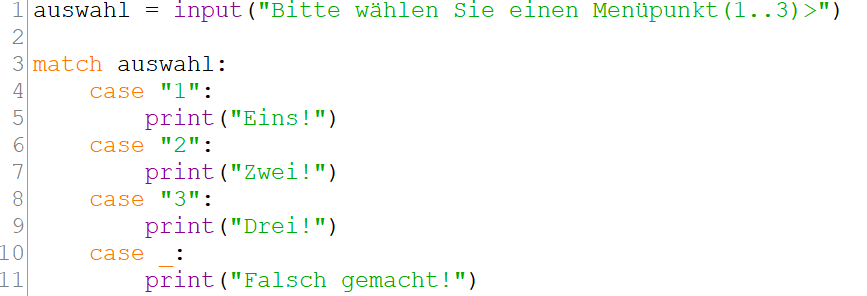 1 auswahl = input("Bitte wählen Sie einen Menüpunkt(1..3)>")
2
3 match auswahl:
4     case "1":
5         print("Eins!")
6     case "2":
7         print("Zwei!")
8     case "3":
9         print("Drei!")
10     case _:
11         print("Falsch gemacht!")